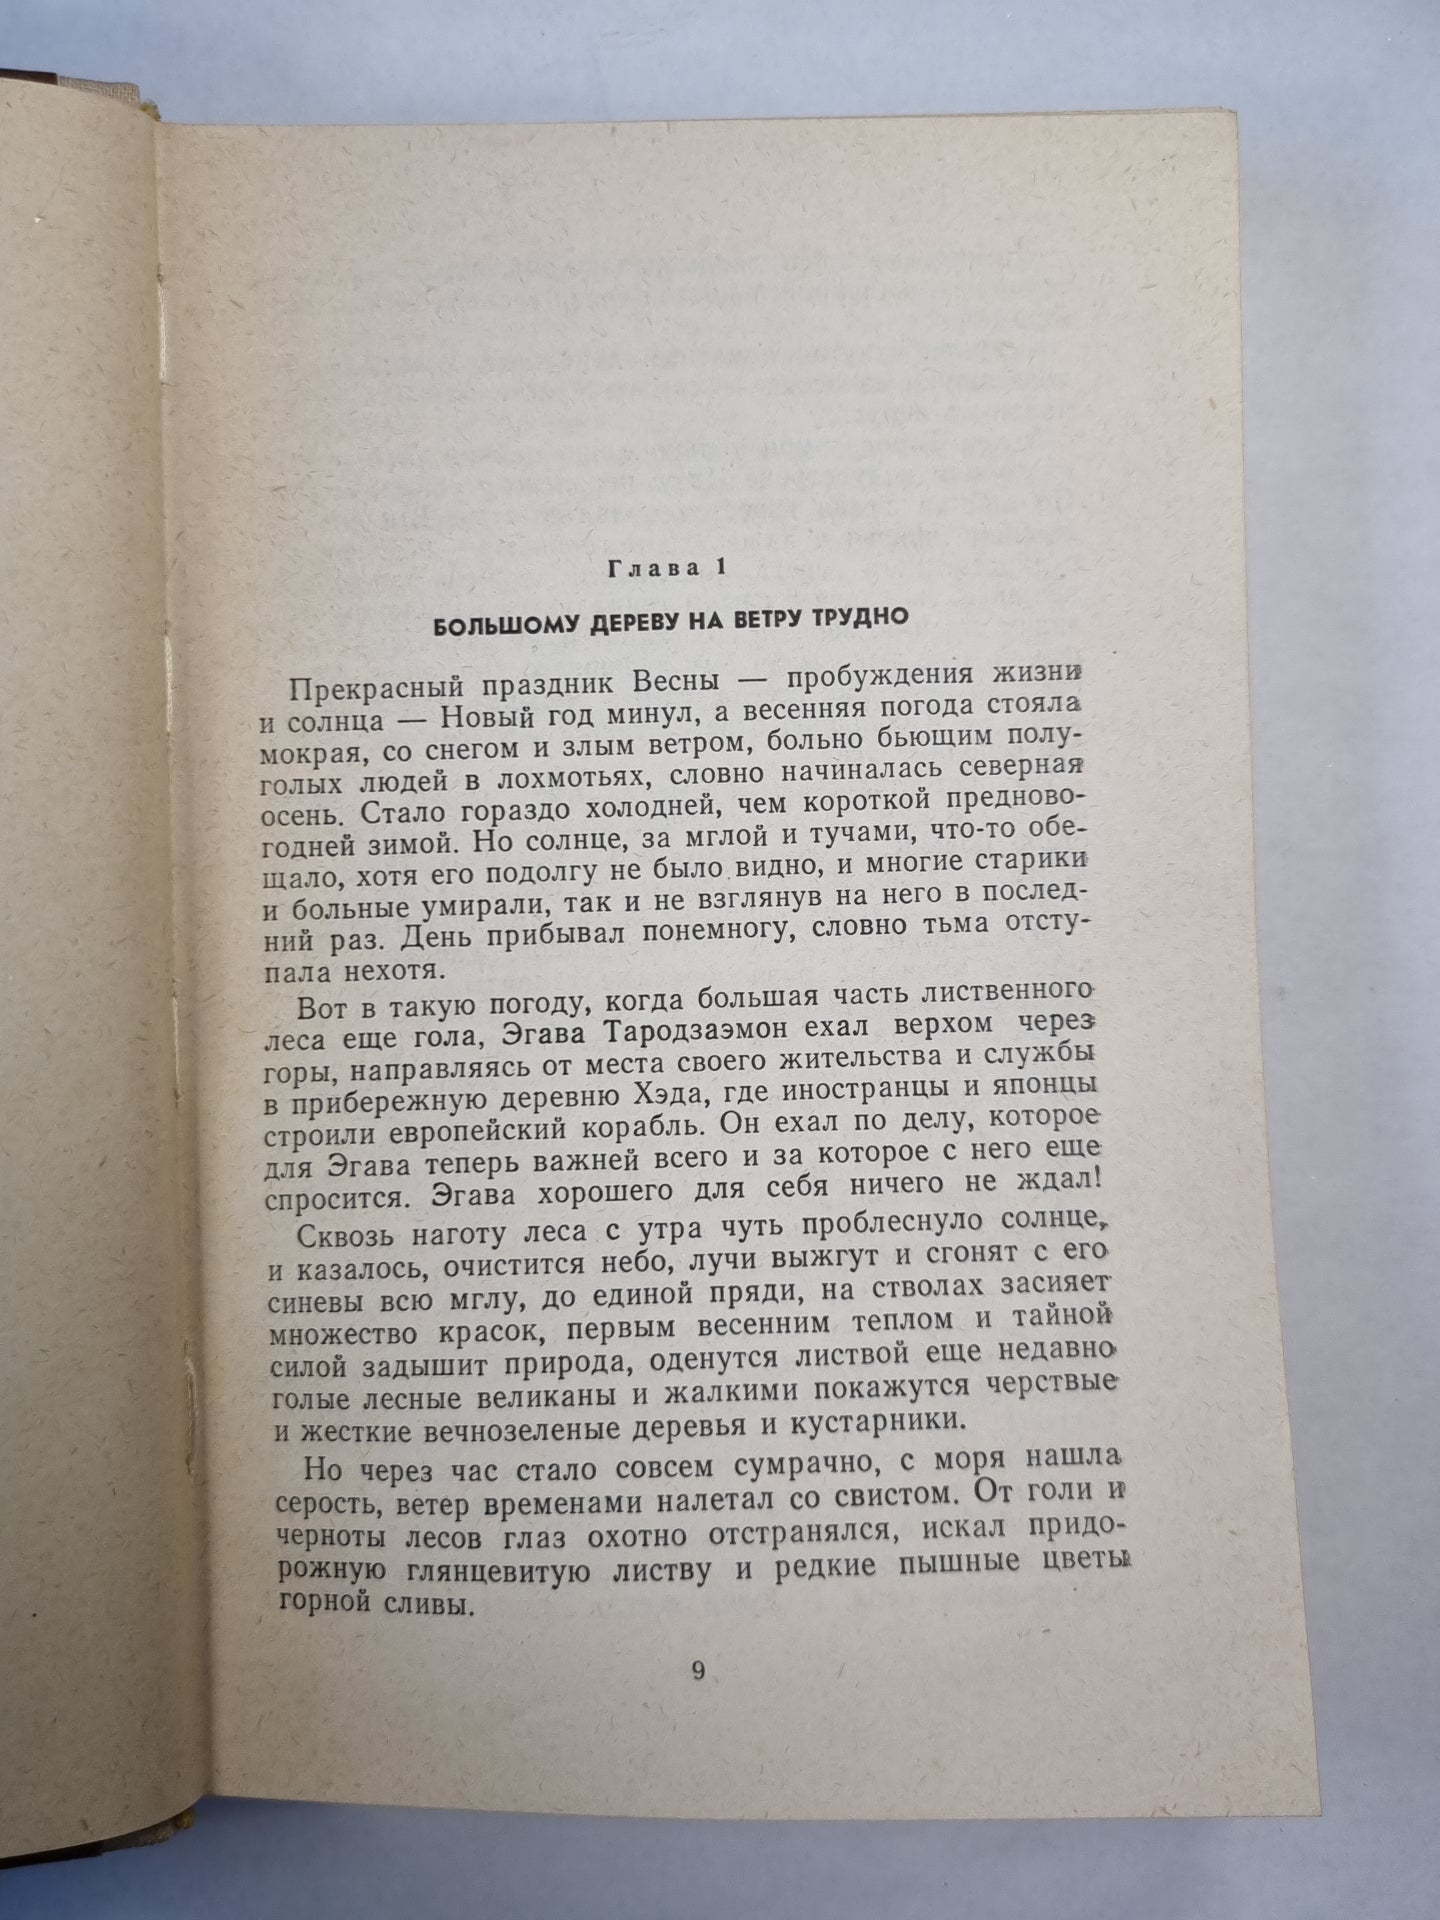 Глава 1
БОЛЬШОМУ ДЕРЕВУ НА ВЕТРУ ТРУДНО
Прекрасный праздник Весны — пробуждения жизни
и солнца — Новый год минул, а весенняя погода стояла
мокрая, со снегом и злым ветром, больно бьющим полу-
голых людей в лохмотьях, словно начиналась северная
осень. Стало гораздо холодней, чем короткой предново-
годней зимой. Но солнце, за мглой и тучами, что-то обе-
щало, хотя его подолгу не было видно, и многие старики
и больные умирали, так и не взглянув на него в послед-
ний раз. День прибывал понемногу, словно тьма отсту-
пала нехотя.
Вот в такую погоду, когда большая часть лиственного
леса еще гола, Эгава Тародзаэмон ехал верхом через
горы, направляясь от места своего жительства и службы
в прибрежную деревню Хэда, где иностранцы и японцы
строили европейский корабль. Он ехал по делу, которое
для Эгава теперь важней всего и за которое с него еще
спросится. Эгава хорошего для себя ничего не ждал!
Сквозь наготу леса с утра чуть проблеснуло солнце,
и казалось, очистится небо, лучи выжгут и сгонят с его
синевы всю мглу, до единой пряди, на стволах засияет
множество красок, первым весенним теплом и тайной
силой задышит природа, оденутся листвой еще недавно
голые лесные великаны и жалкими покажутся черствые
и жесткие вечнозеленые деревья и кустарники.
Но через час стало совсем сумрачно, с моря нашла
серость, ветер временами налетал со свистом. От голи и
черноты лесов глаз охотно отстранялся, искал придо-
рожную глянцевитую листву и редкие пышные цветы
горной сливы.
9